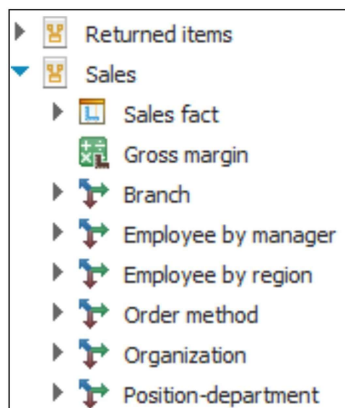 Returned items
Sales
Sales fact
Gross margin
Branch
Employee by manager
Employee by region
Order method
Organization
Position-department